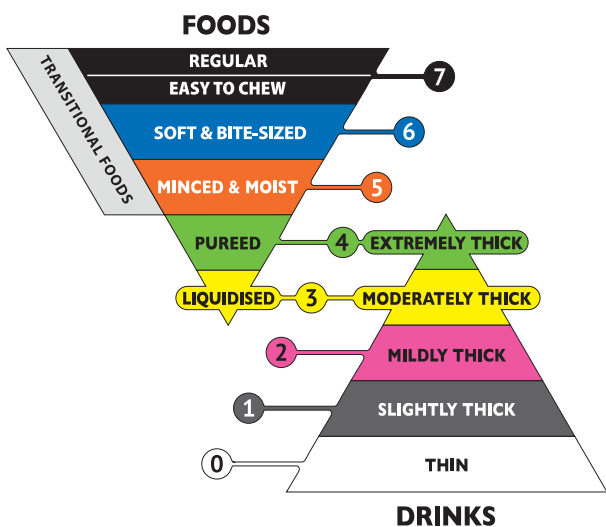 FOODS
TRANSITIONAL FOODS
REGULAR
EASY TO CHEW
7
SOFT & BITE-SIZED
6
MINCED & MOIST
5
PUREED
4
EXTREMELY THICK
LIQUIDISED
3
MODERATELY THICK
2
MILDLY THICK
1
SLIGHTLY THICK
0
THIN
DRINKS